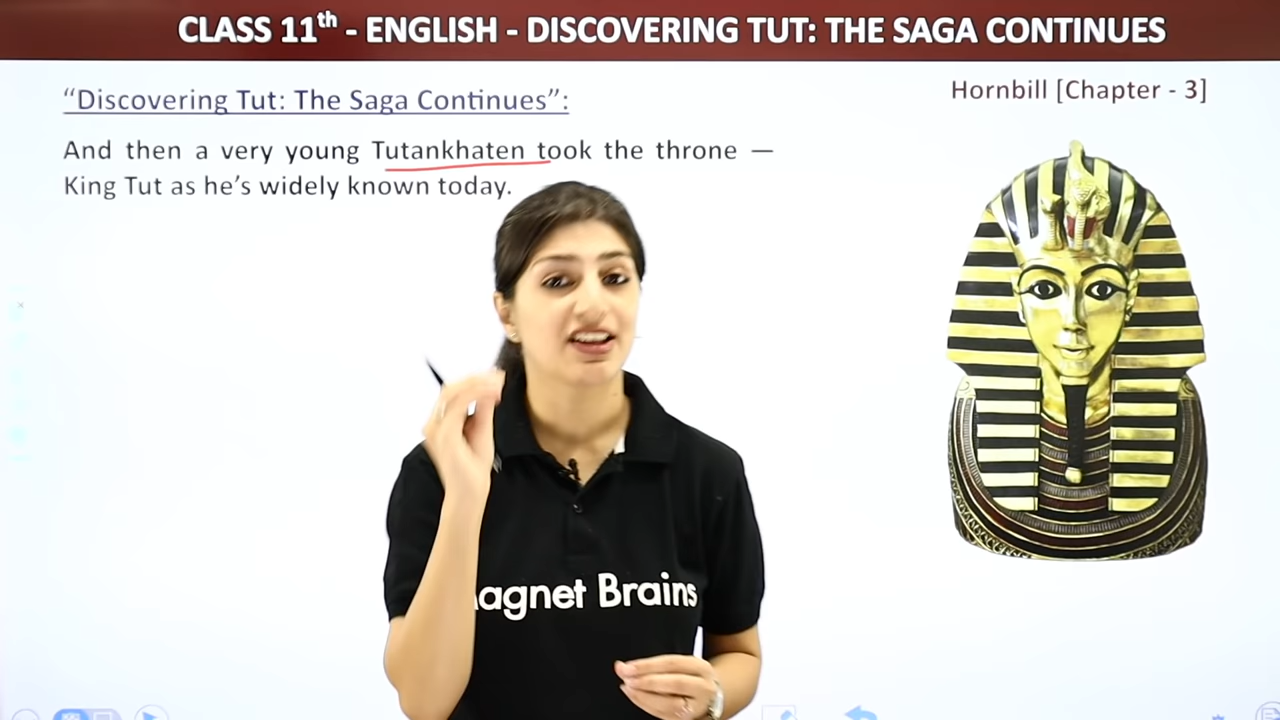 CLASS 11th - ENGLISH - DISCOVERING TUT: THE SAGA CONTINUES
"Discovering Tut: The Saga Continues":
Hornbill [Chapter - 3]
And then a very young Tutankhaten took the throne —
King Tut as he's widely known today.
agnet Brains